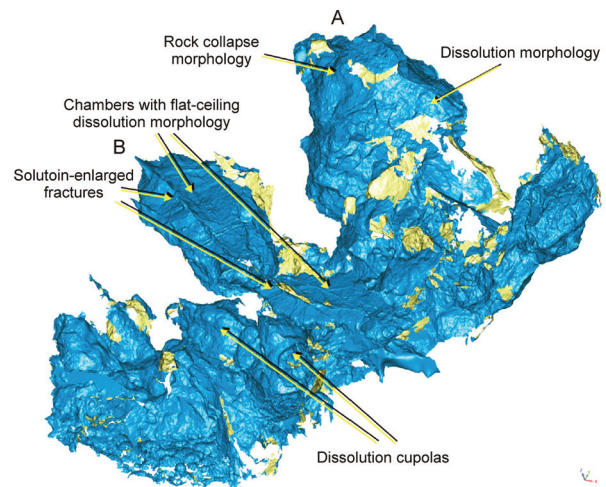 A
Rock collapse
morphology
Dissolution morphology
Chambers with flat-ceiling
dissolution morphology
B
Solutoin-enlarged
fractures
Dissolution cupolas